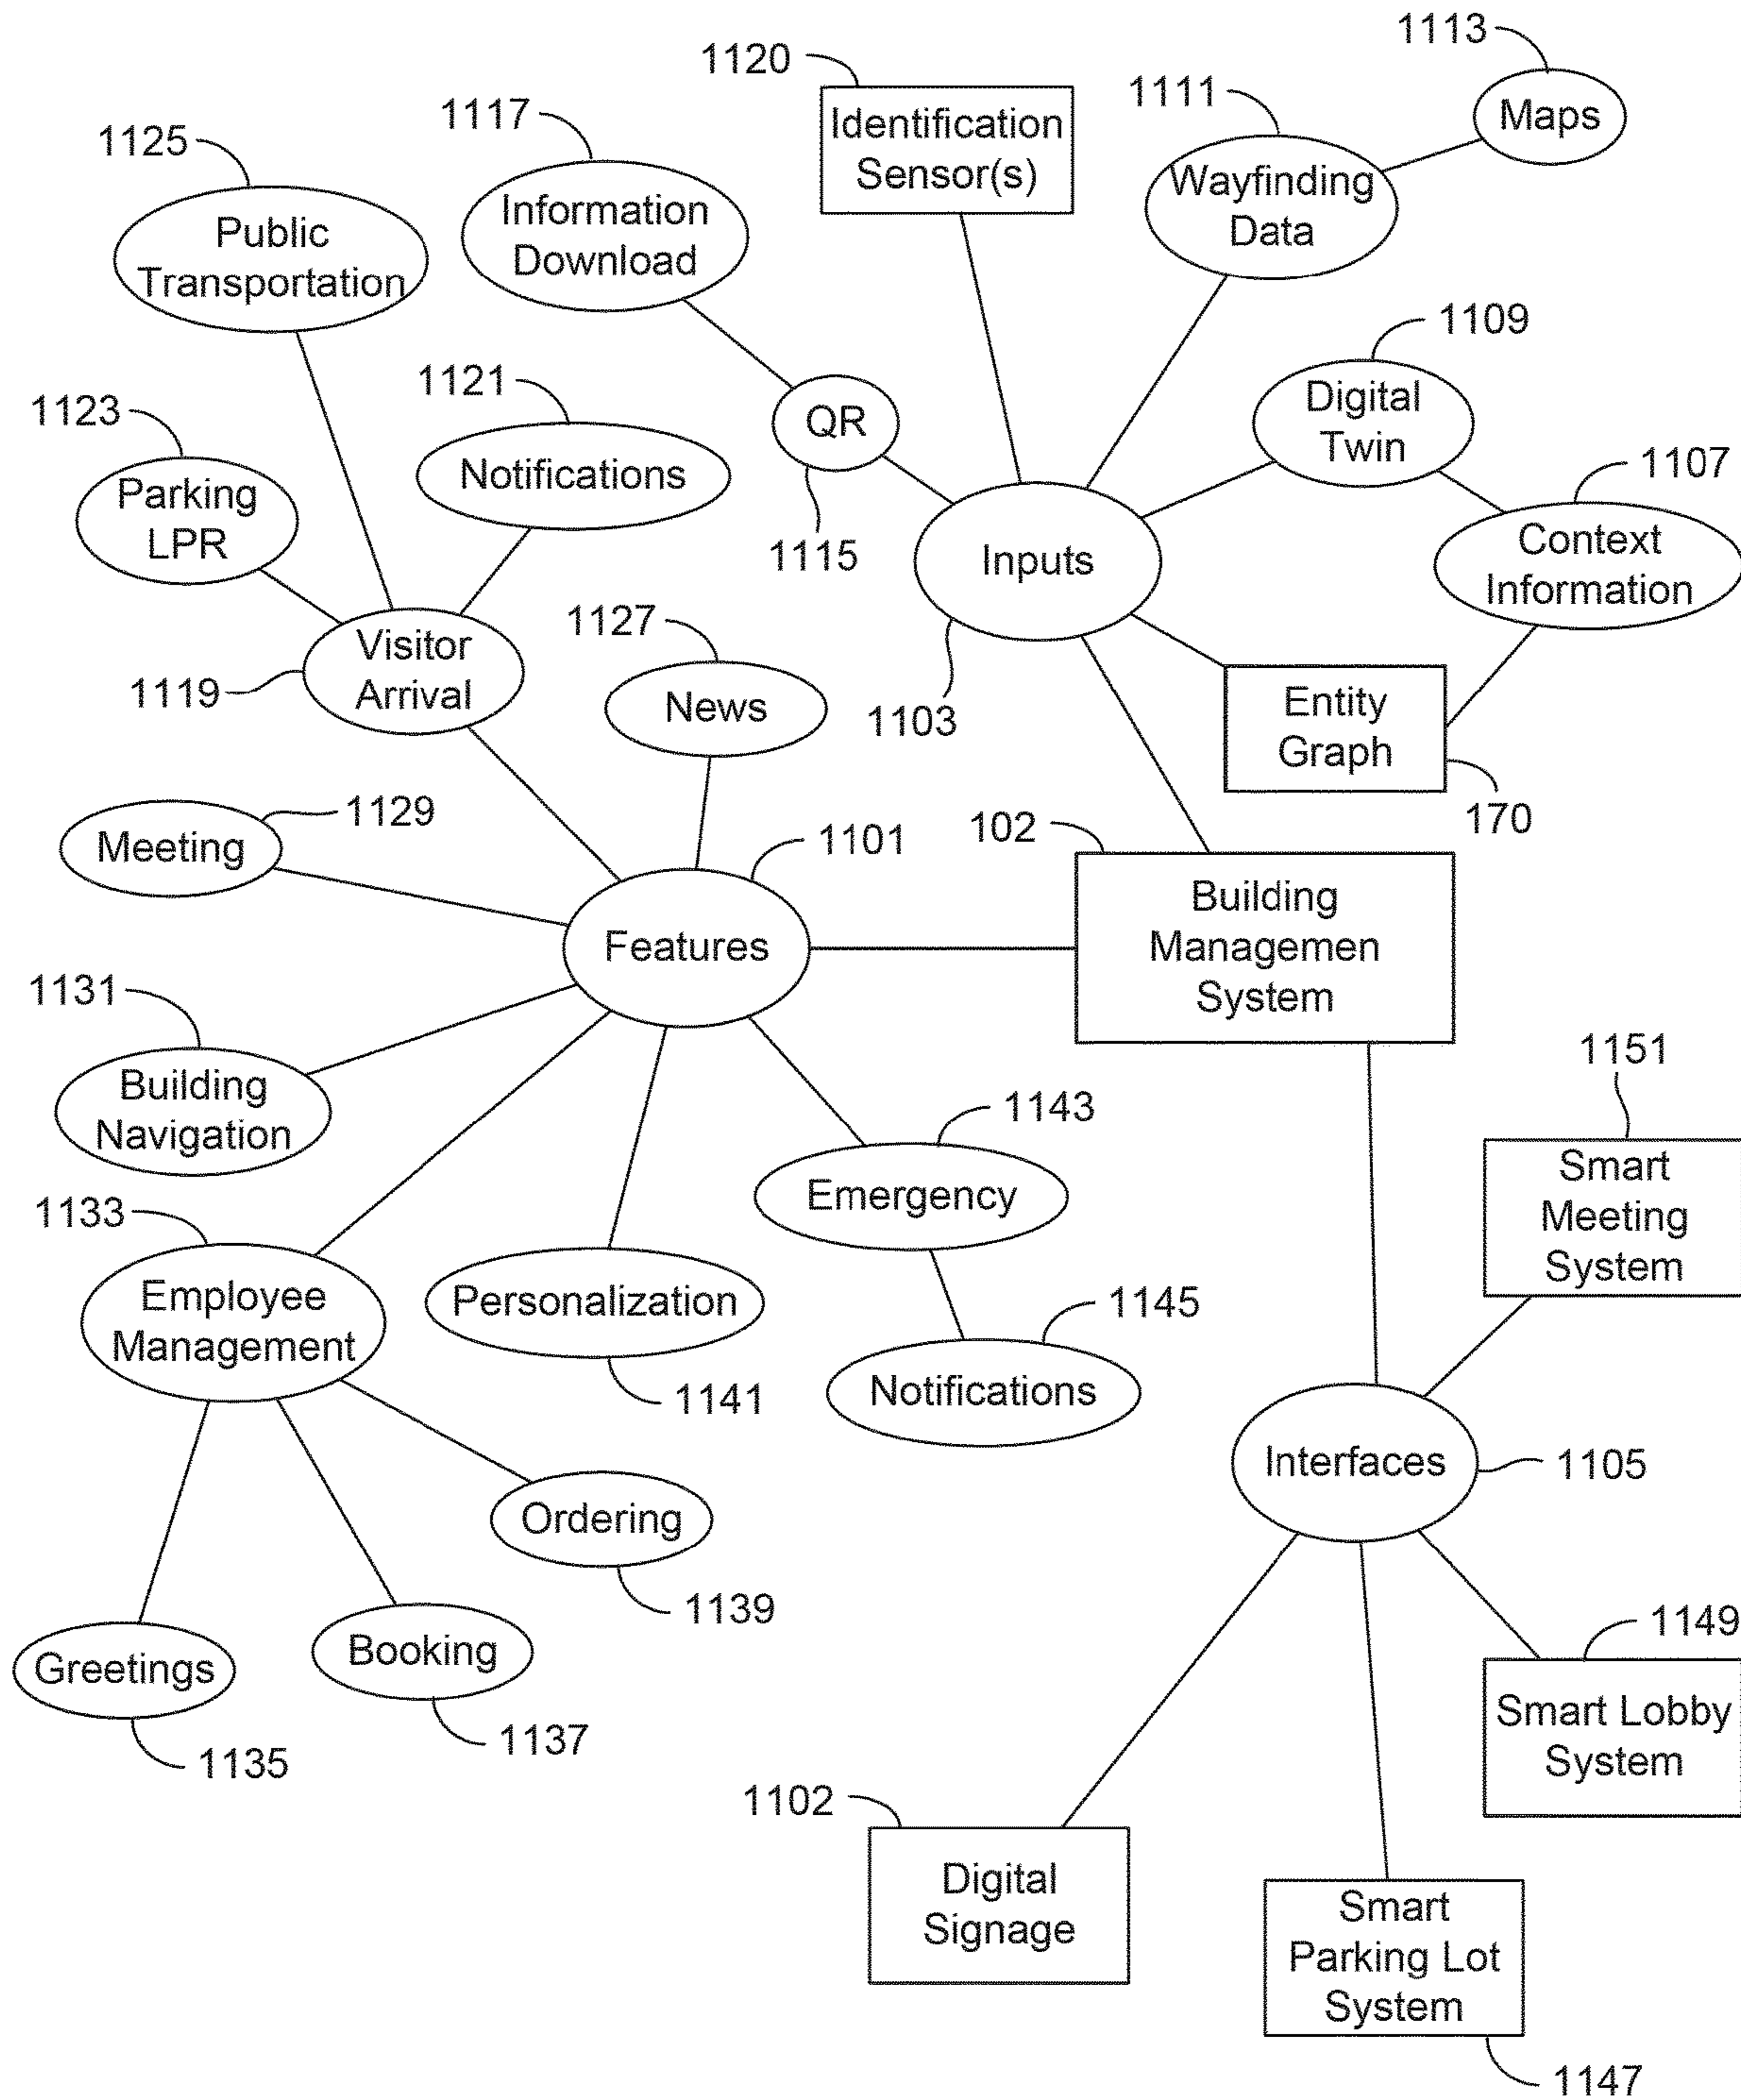 1113
1120
1111
Maps
1117
Identification
Sensor(s)
1125
Wayfinding
Data
Information
Download
Public
Transportation
1109
1121
Digital
Twin
1123
QR
1107
Notifications
Parking
LPR
1115
Inputs
Context
Information
1127
Visitor
Arrival
1119
News
1103
Entity
Graph
170
1129
1101
102
Meeting
Building
Managemen
System
Features
1131
1151
Building
Navigation
1143
Smart
Meeting
System
Emergency
1133
Employee
Management
Personalization
1145
1141
Notifications
Interfaces
1105
Ordering
1139
1149
Greetings
Booking
Smart Lobby
System
1137
1135
1102
Digital
Signage
Smart
Parking Lot
System
1147